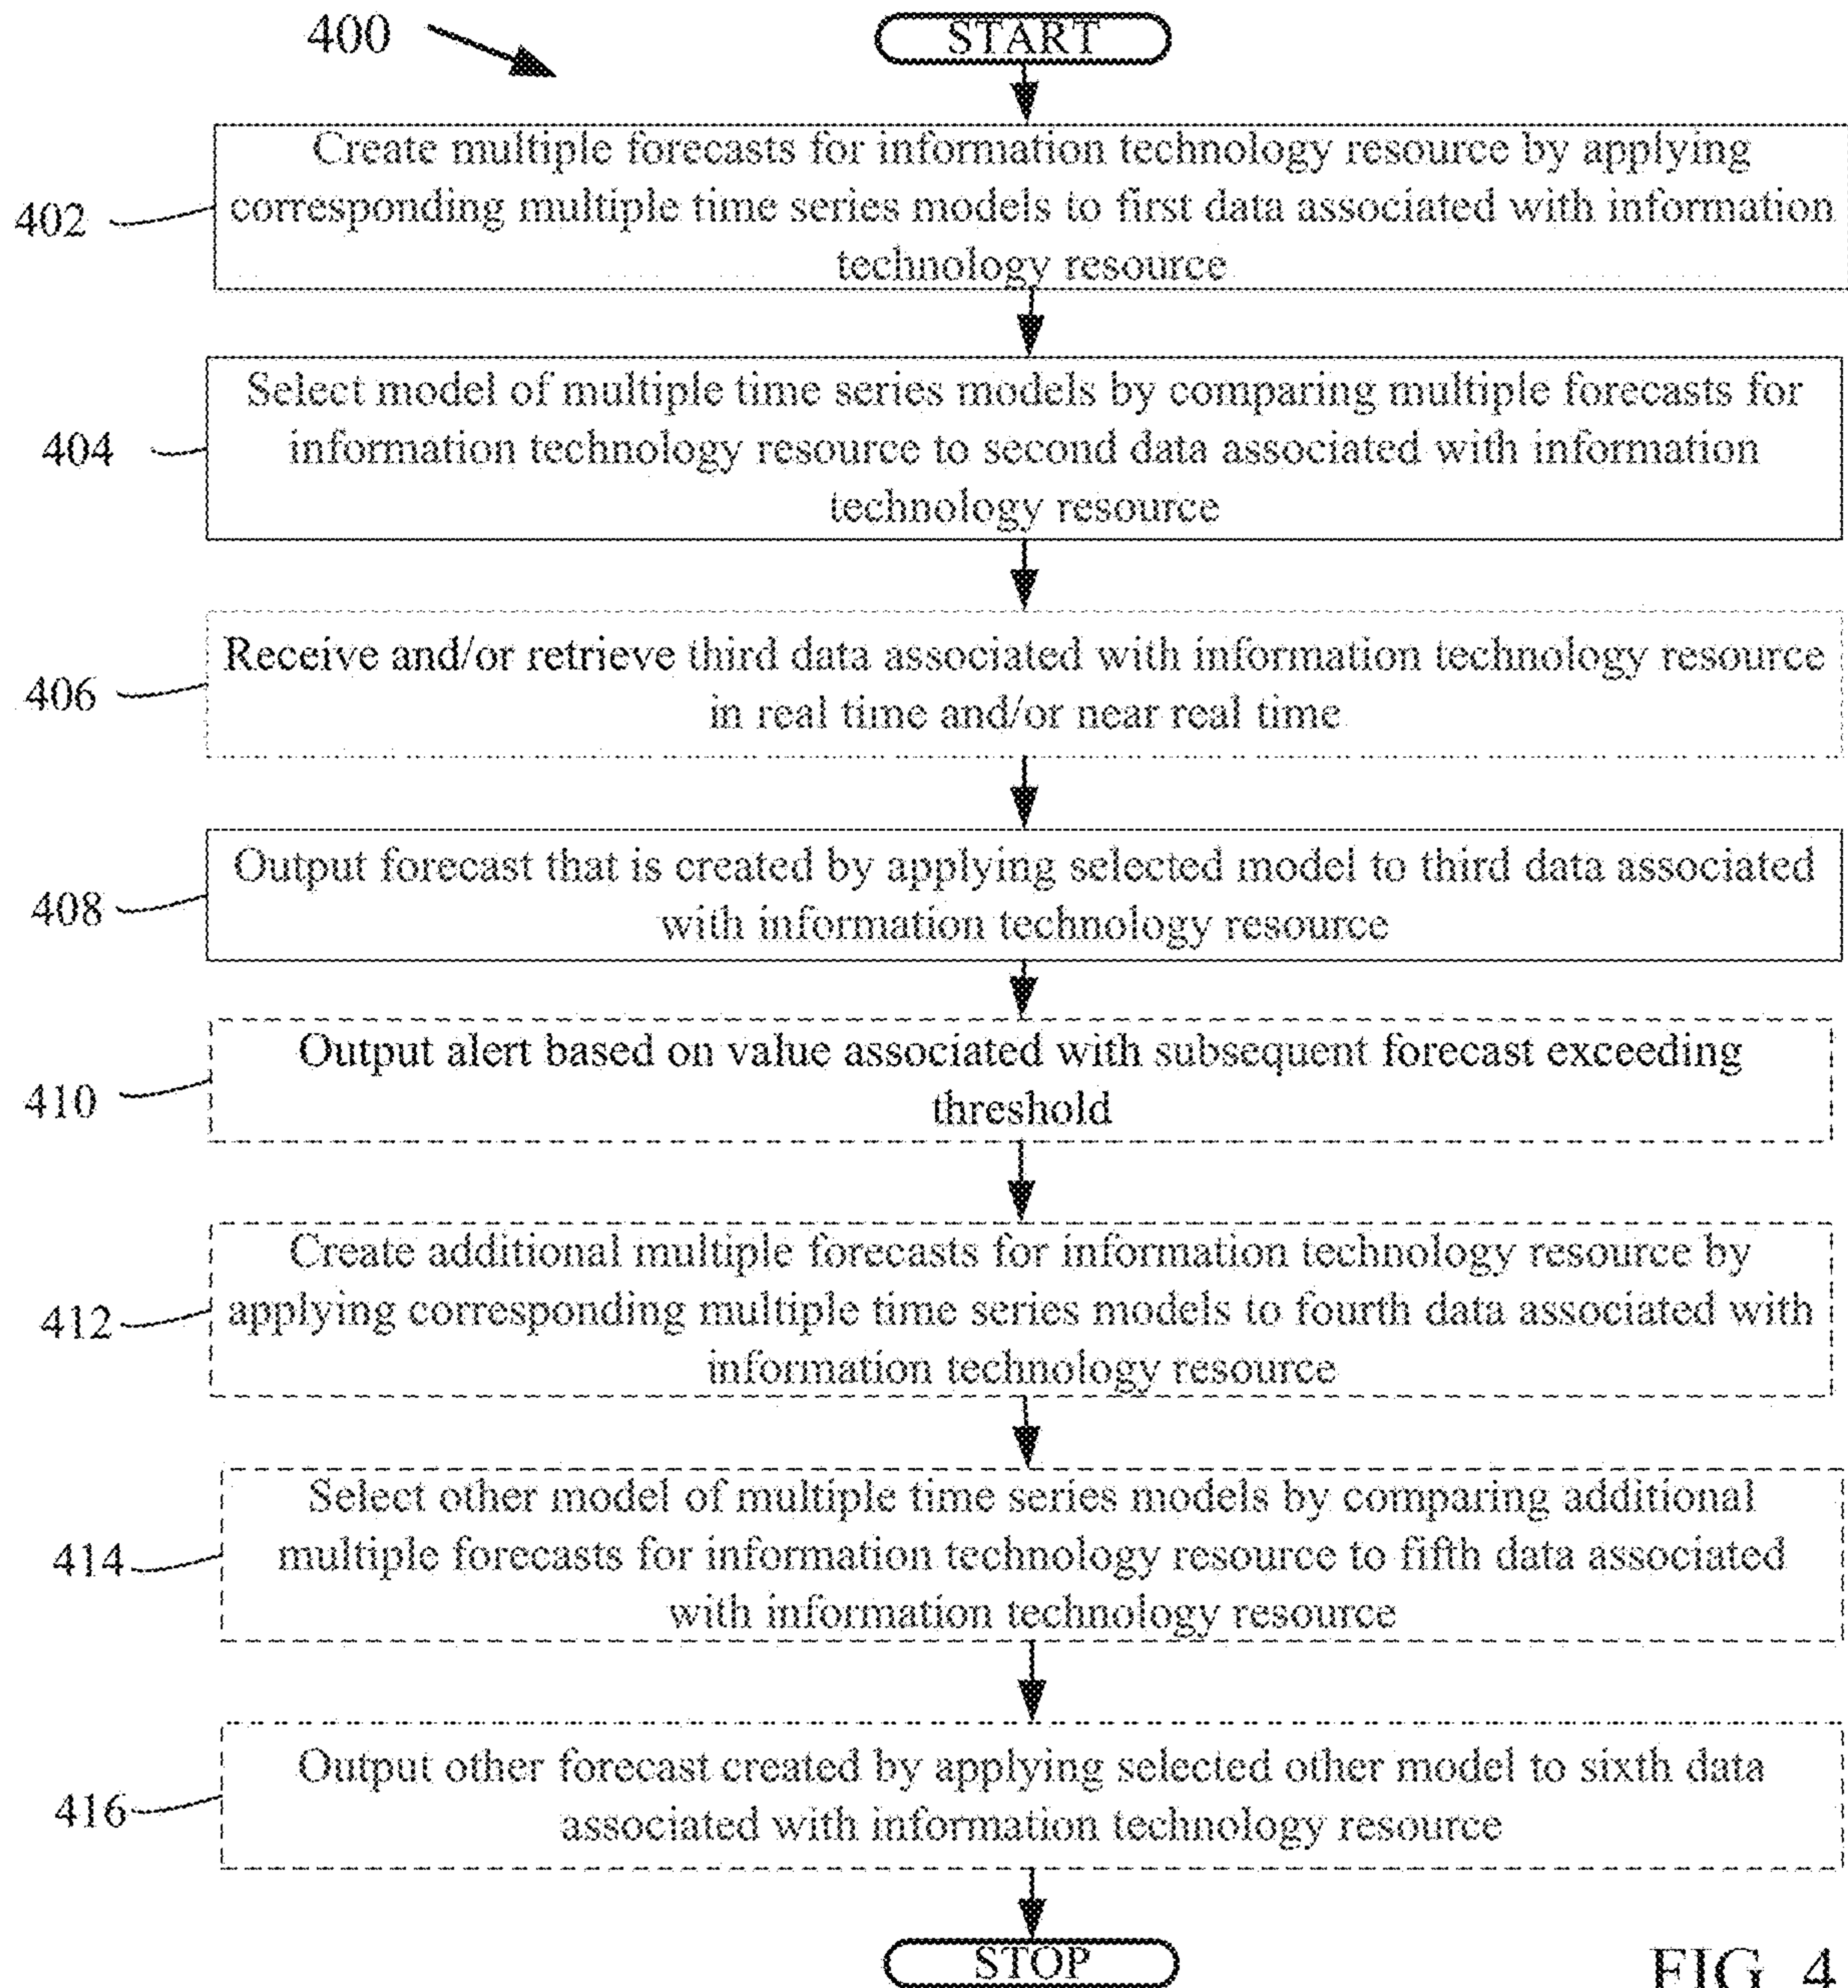 400
START
Create multiple forecasts for information technology resource by applying
402
corresponding multiple time series models to first data associated with information
technology resource
Select model of multiple time series models by comparing multiple forecasts for
404
information technology resource to second data associated with information
technology resource
Receive and/or retrieve third data associated with information technology resource
406
in real time and/or near real time
Output forecast that is created by applying selected model to third data associated
408
with information technology resource
Output alert based on value associated with subsequent forecast exceeding
410
threshold
Create additional multiple forecasts for information technology resource by
412
applying corresponding multiple time series models to fourth data associated with
information technology resource
Select other model of multiple time series models by comparing additional
414
multiple forecasts for information technology resource to fifth data associated
with information technology resource
Output other forecast created by applying selected other model to sixth data
416
associated with information technology resource
STOP
FIG. 4